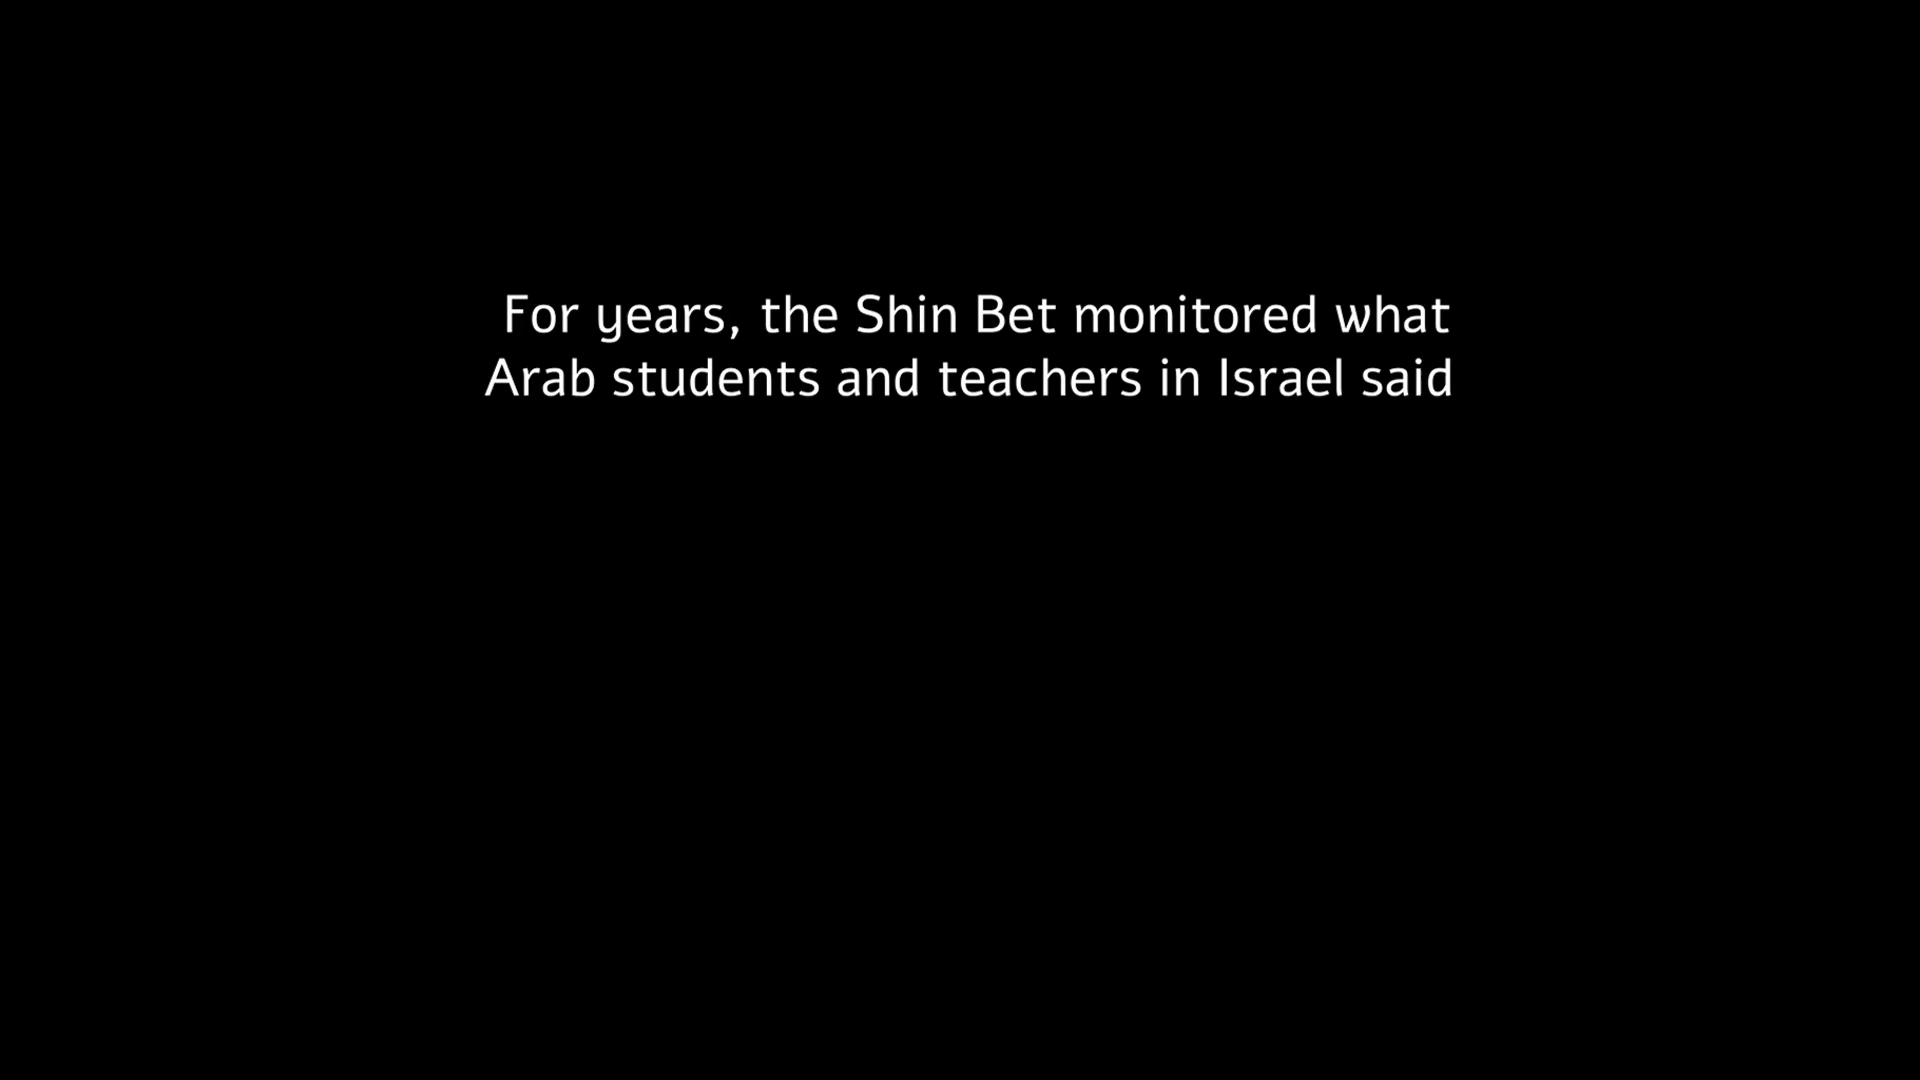 For years, the Shin Bet monitored what
Arab students and teachers in Israel said